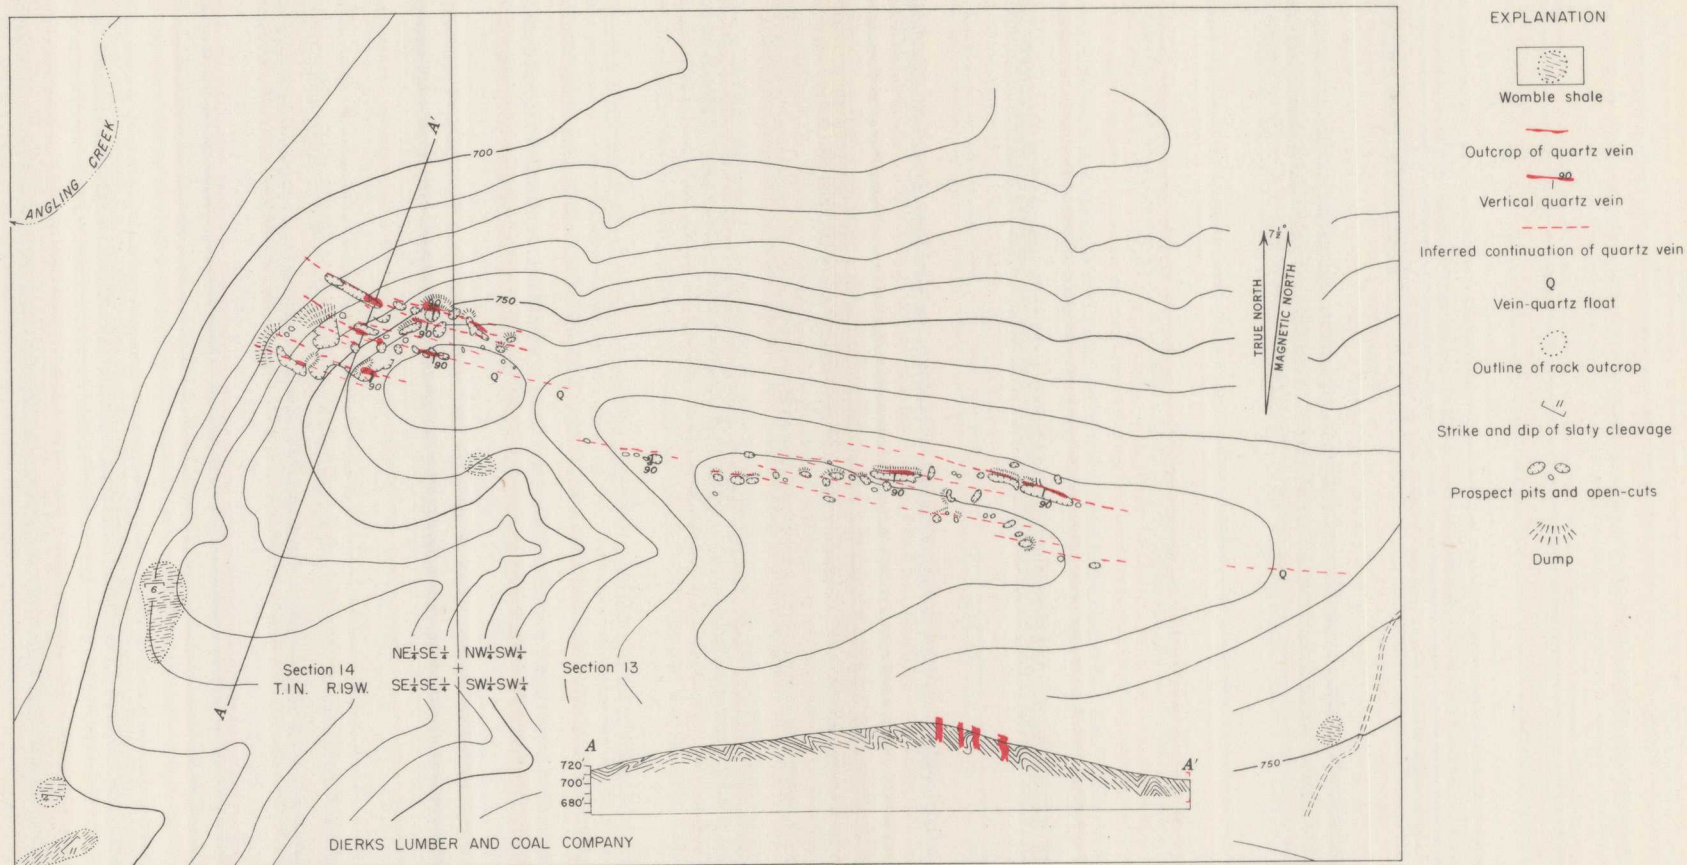 EXPLANATION
Womble shale
Outcrop of quartz vein
90
Vertical quartz vein
Inferred continuation of quartz vein
Q
Vein-quartz float
Outline of rock outcrop
Strike and dip of slaty cleavage
Prospect pits and open-cuts
Dump
ANGLING CREEK
A'
700
750
7½°
TRUE NORTH
MAGNETIC NORTH
90
90
90
90
Q
Q
90
90
90
Q
6
Section 14
T.1N. R.19W.
NE¼SE¼ NW¼SW¼
SE¼SE¼ SW¼SW¼
Section 13
A
A
A'
720'
700'
680'
750
DIERKS LUMBER AND COAL COMPANY